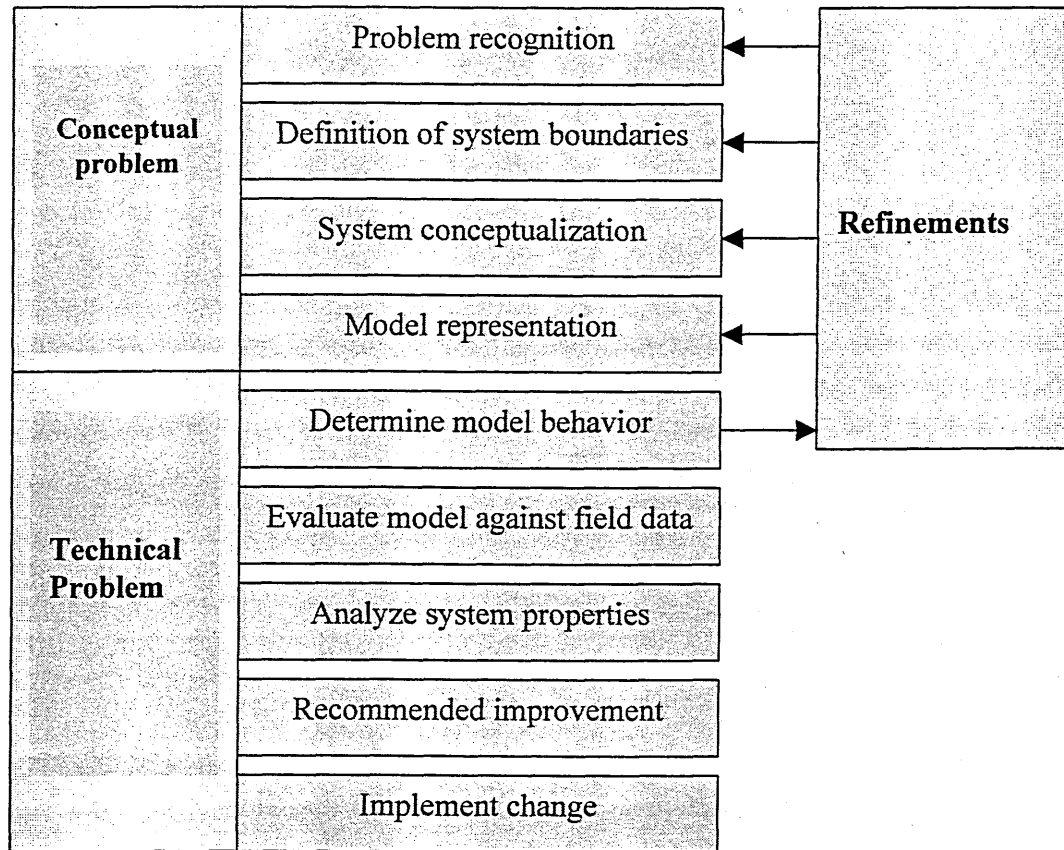 Problem recognition
Conceptual
problem
Definition of system boundaries
System conceptualization
Refinements
Model representation
Determine model behavior
Evaluate model against field data
Technical
Problem
Analyze system properties
Recommended improvement
Implement change